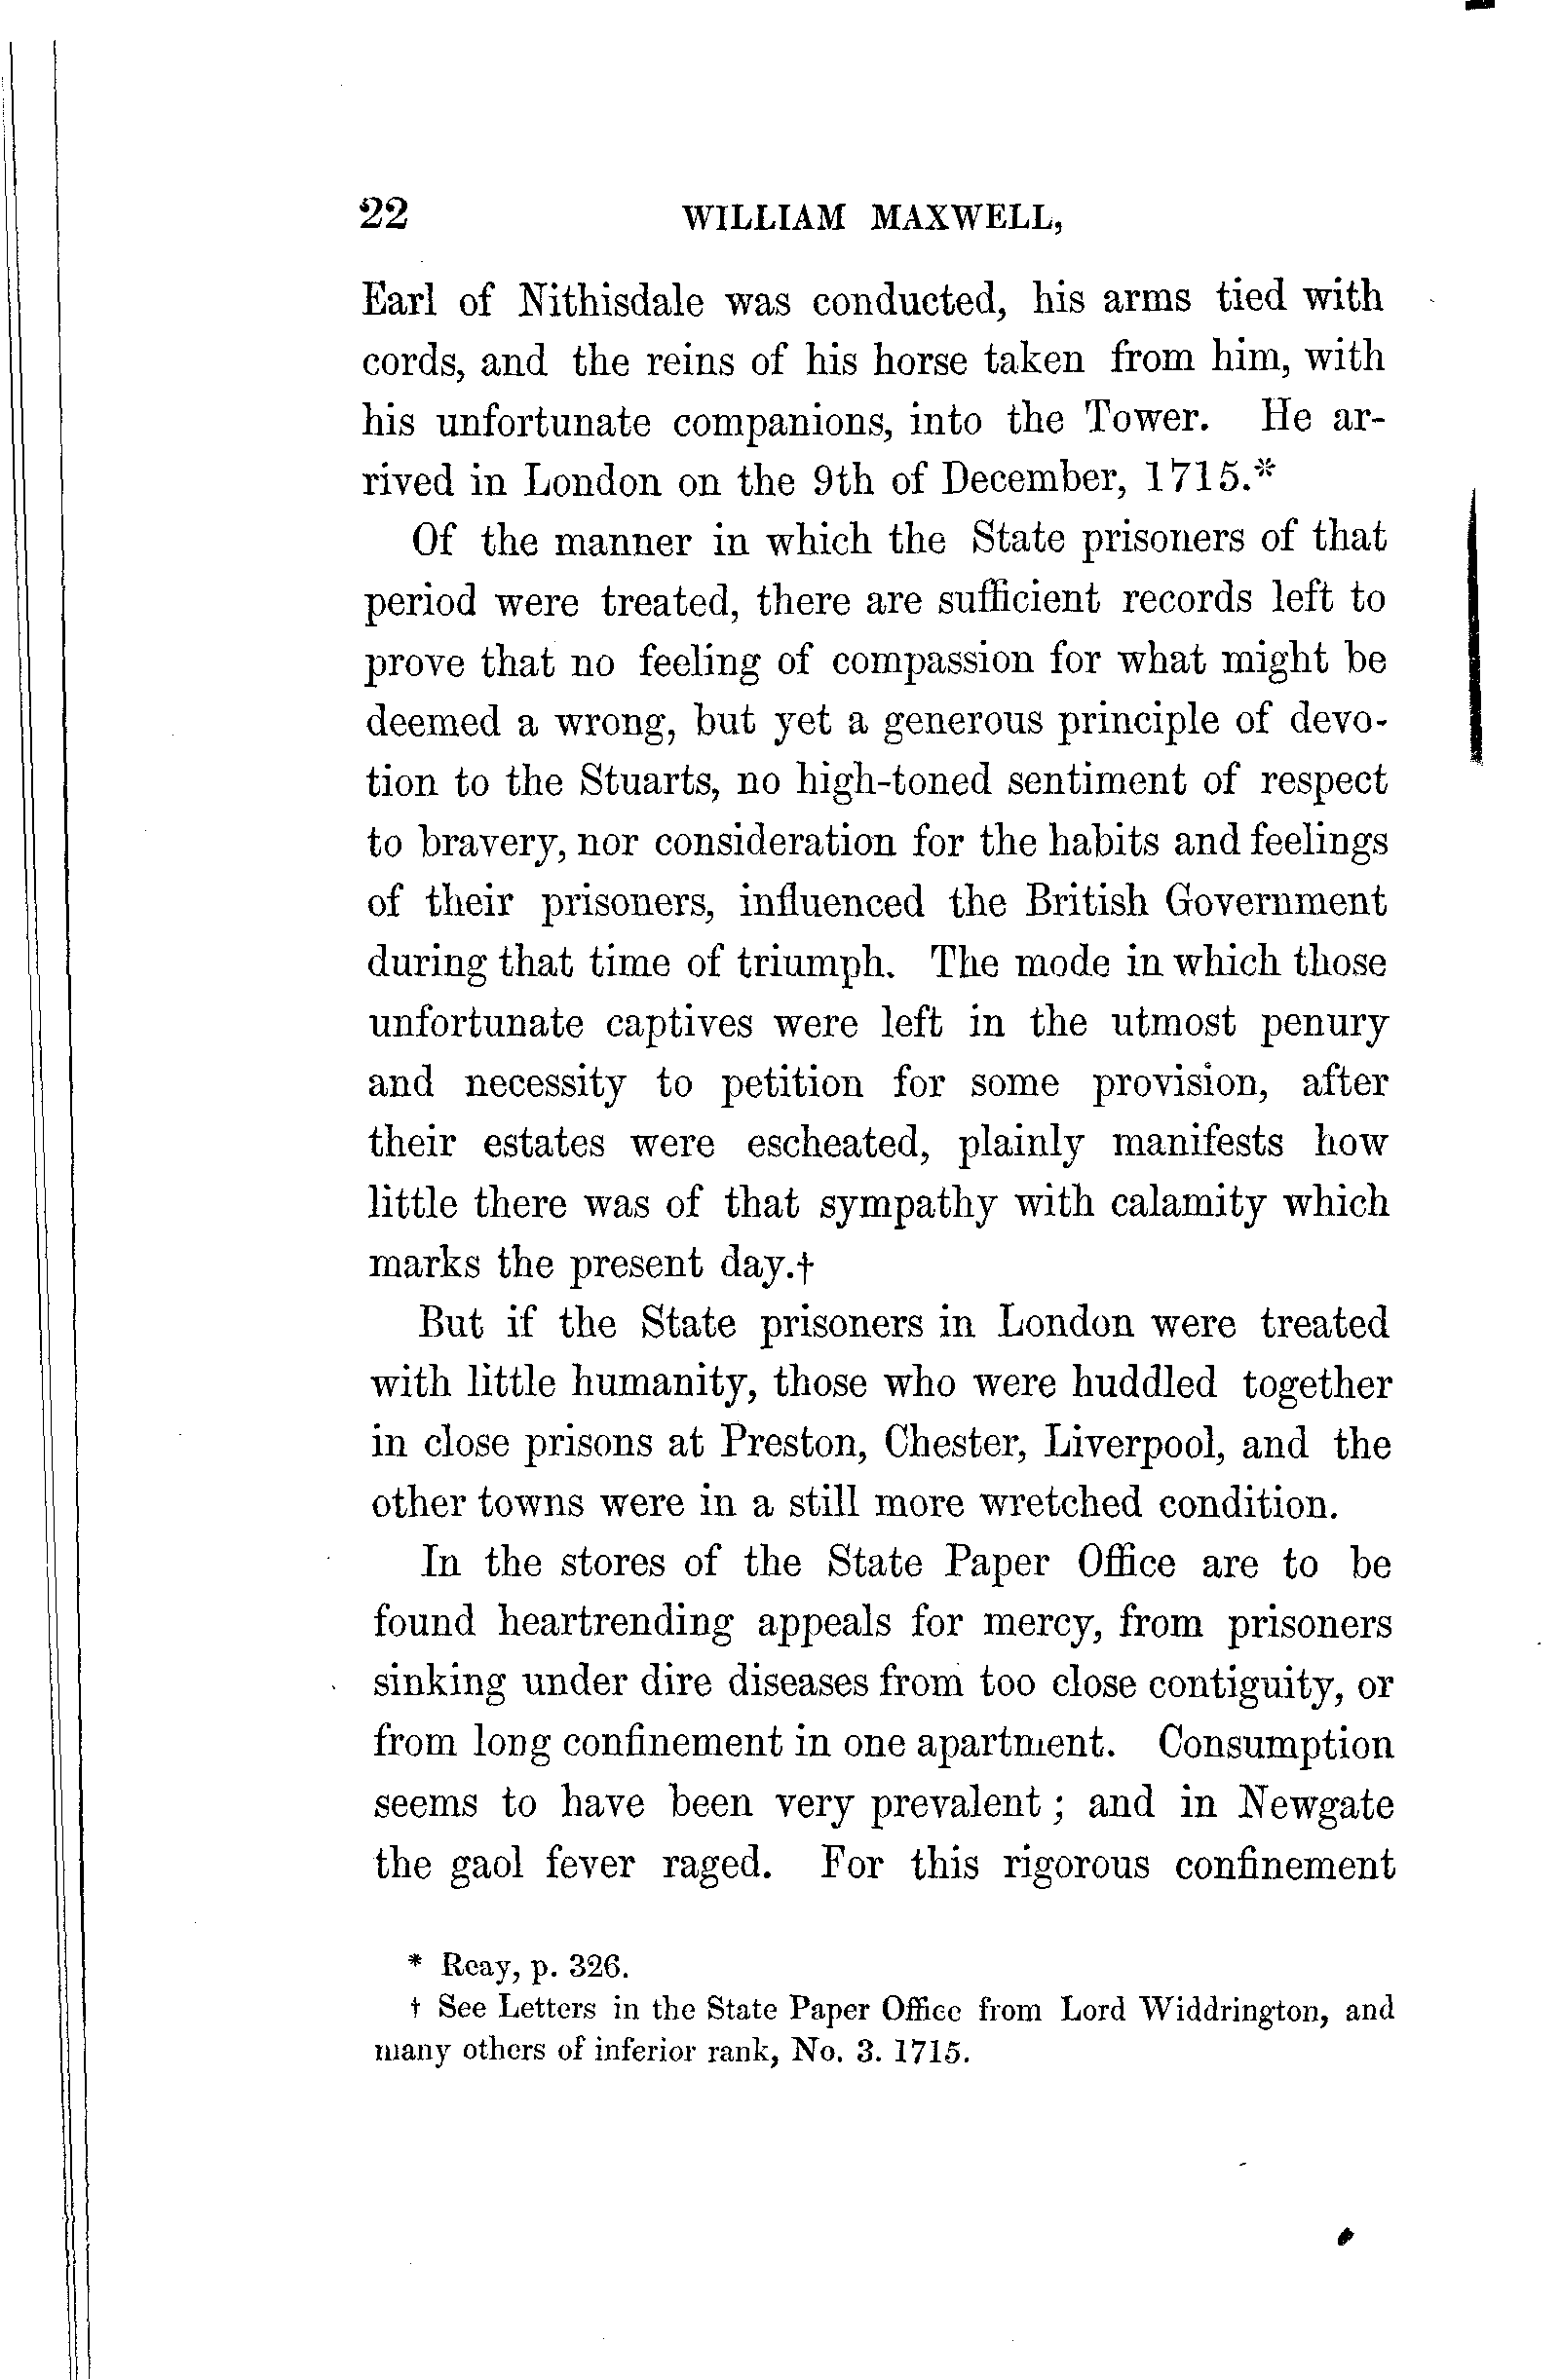 22 WILLIAM MAXWELL,
Earl of Nithisdale was conducted, his arms tied with
cords, and the reins of his horse taken from him, with
his unfortunate companions, into the Tower. He ar-
rived in London on the 9th of December, 1715.*
Of the manner in which the State prisoners of that
period were treated, there are sufficient records left to
prove that no feeling of compassion for what might be
deemed a wrong, but yet a generous principle of devo-
tion to the Stuarts, no high-toned sentiment of respect
to bravery, nor consideration for the habits and feelings
of their prisoners, influenced the British Government
during that time of triumph. The mode in which those
unfortunate captives were left in the utmost penury
and necessity to petition for some provision, after
their estates were escheated, plainly manifests how
little there was of that sympathy with calamity which
marks the present day.†
But if the State prisoners in London were treated
with little humanity, those who were huddled together
in close prisons at Preston, Chester, Liverpool, and the
other towns were in a still more wretched condition.
In the stores of the State Paper Office are to be
found heartrending appeals for mercy, from prisoners
sinking under dire diseases from too close contiguity, or
from long confinement in one apartment. Consumption
seems to have been very prevalent; and in Newgate
the gaol fever raged. For this rigorous confinement
* Reay, p. 326.
† See Letters in the State Paper Office from Lord Widdrington, and
many others of inferior rank, No. 3. 1715.